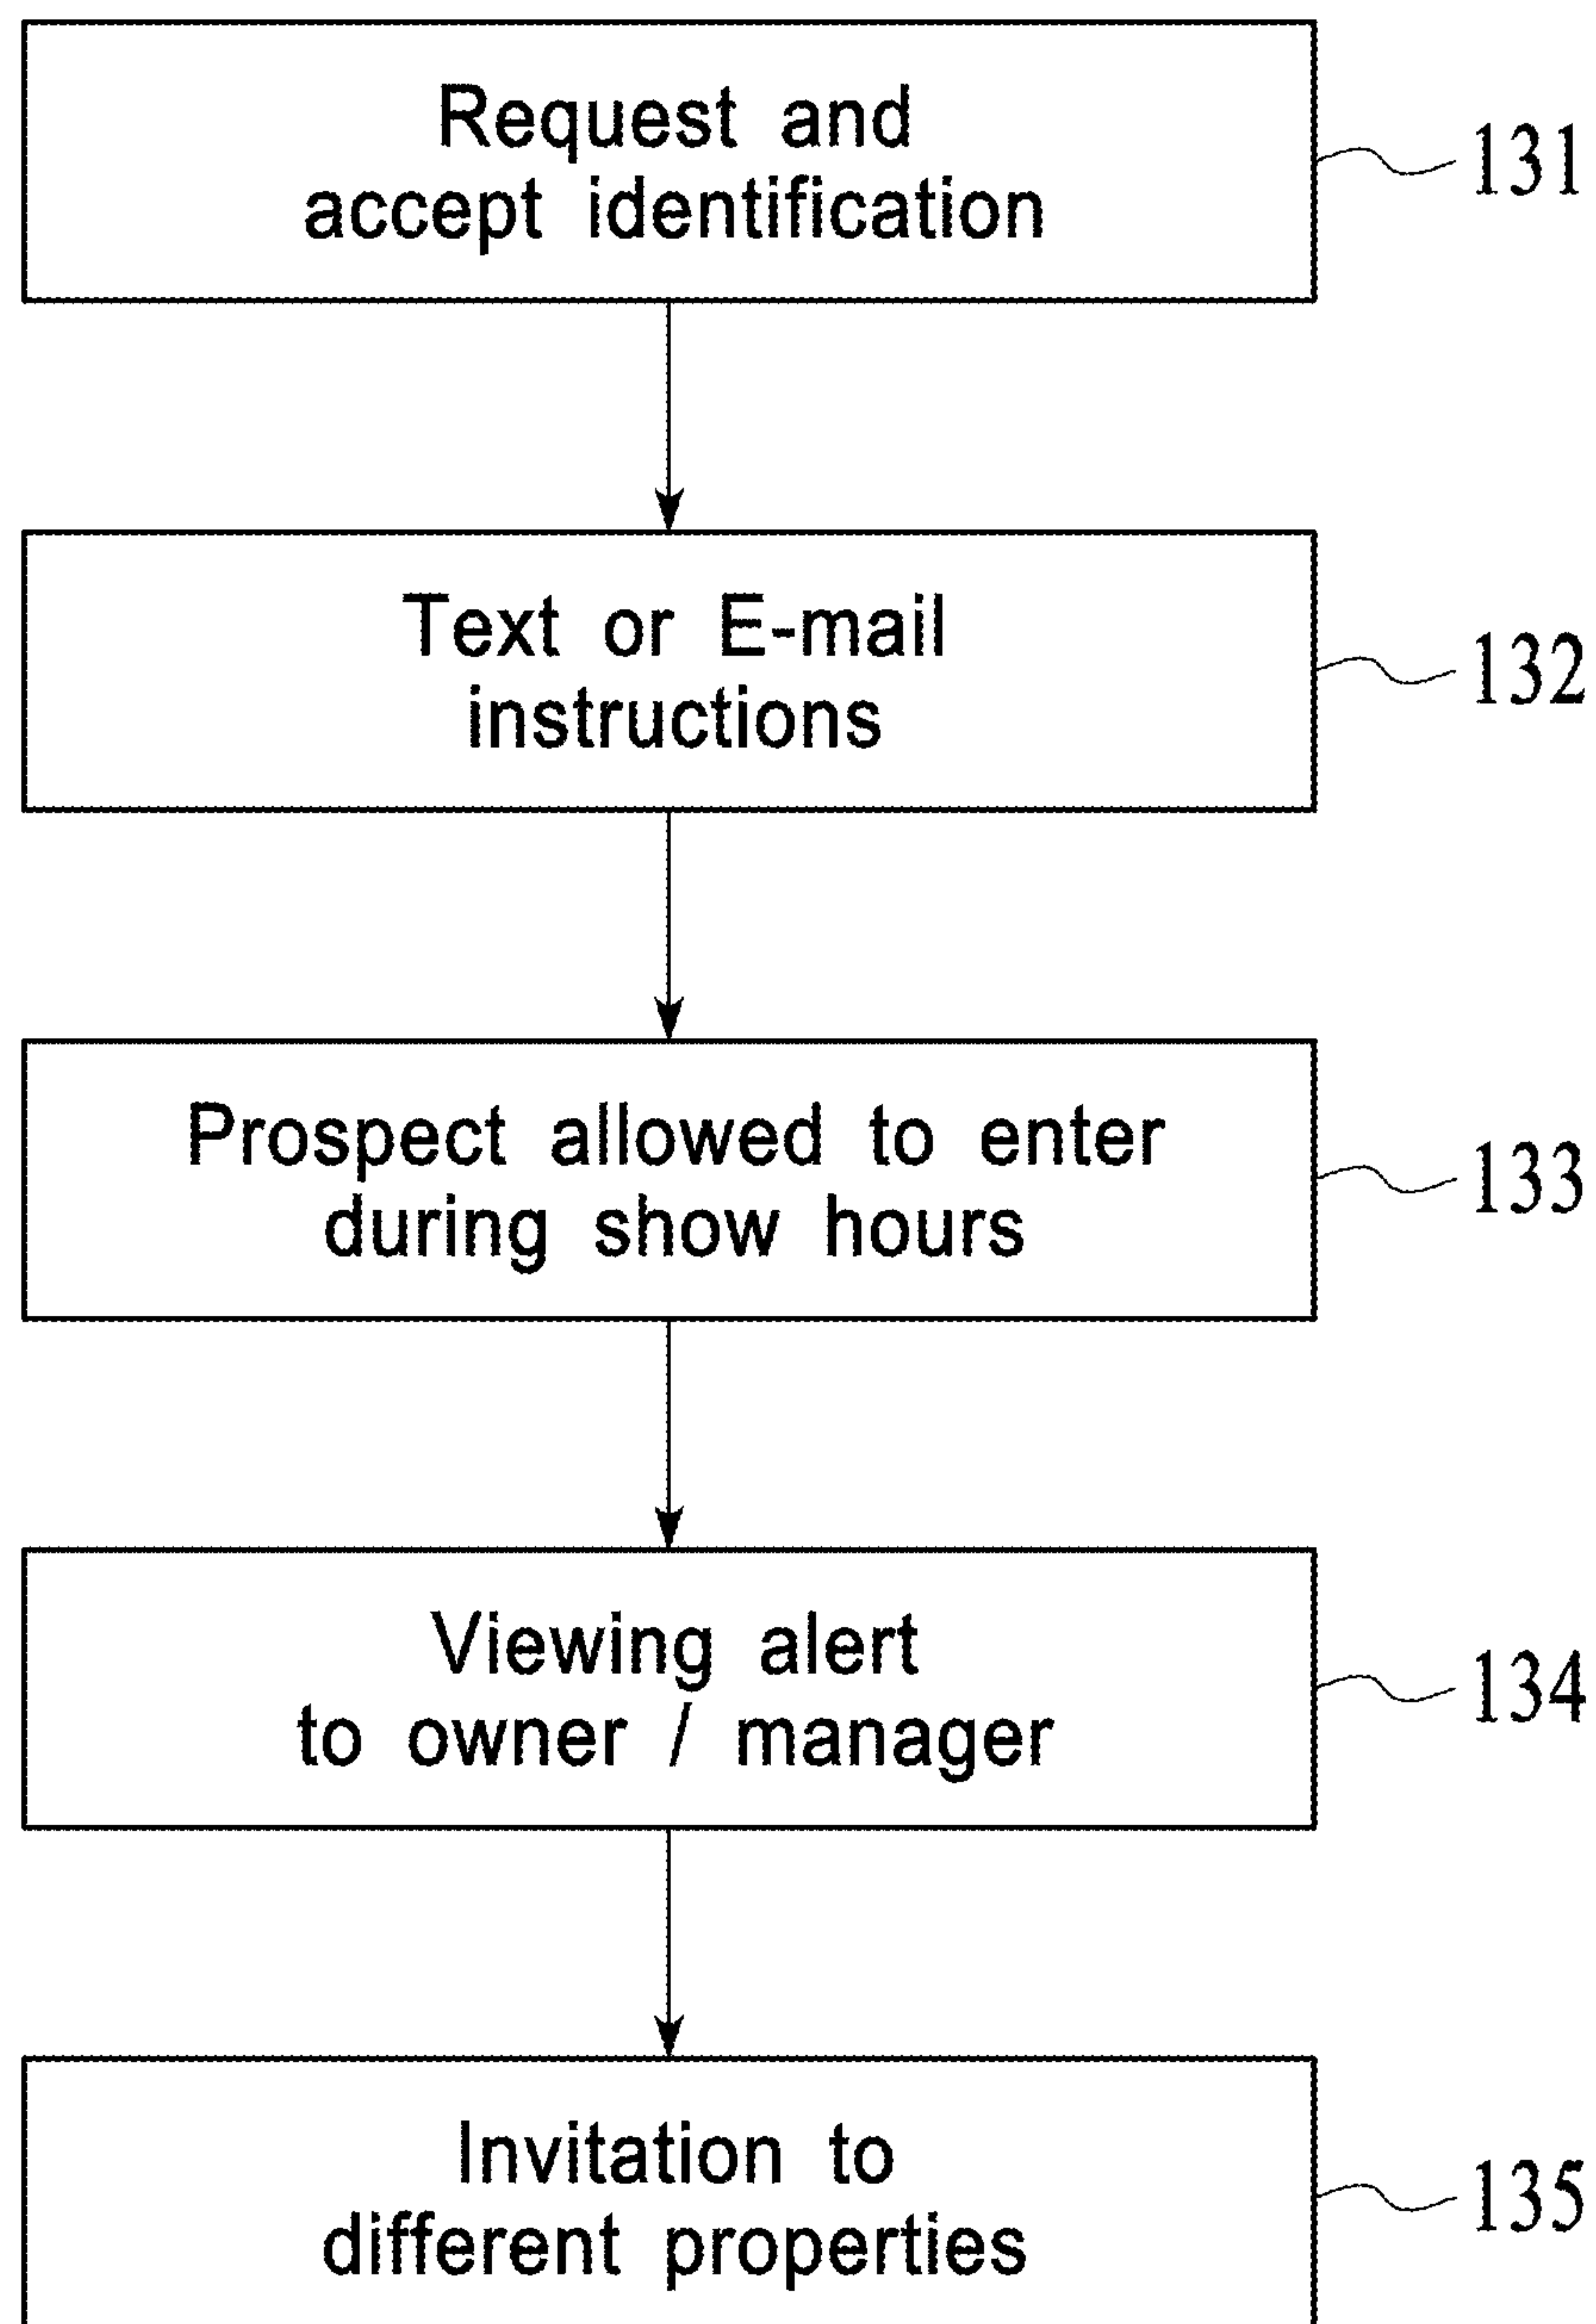 Request and
accept identification
131
Text or E-mail
instructions
132
Prospect allowed to enter
during show hours
133
Viewing alert
to owner / manager
134
Invitation to
different properties
135